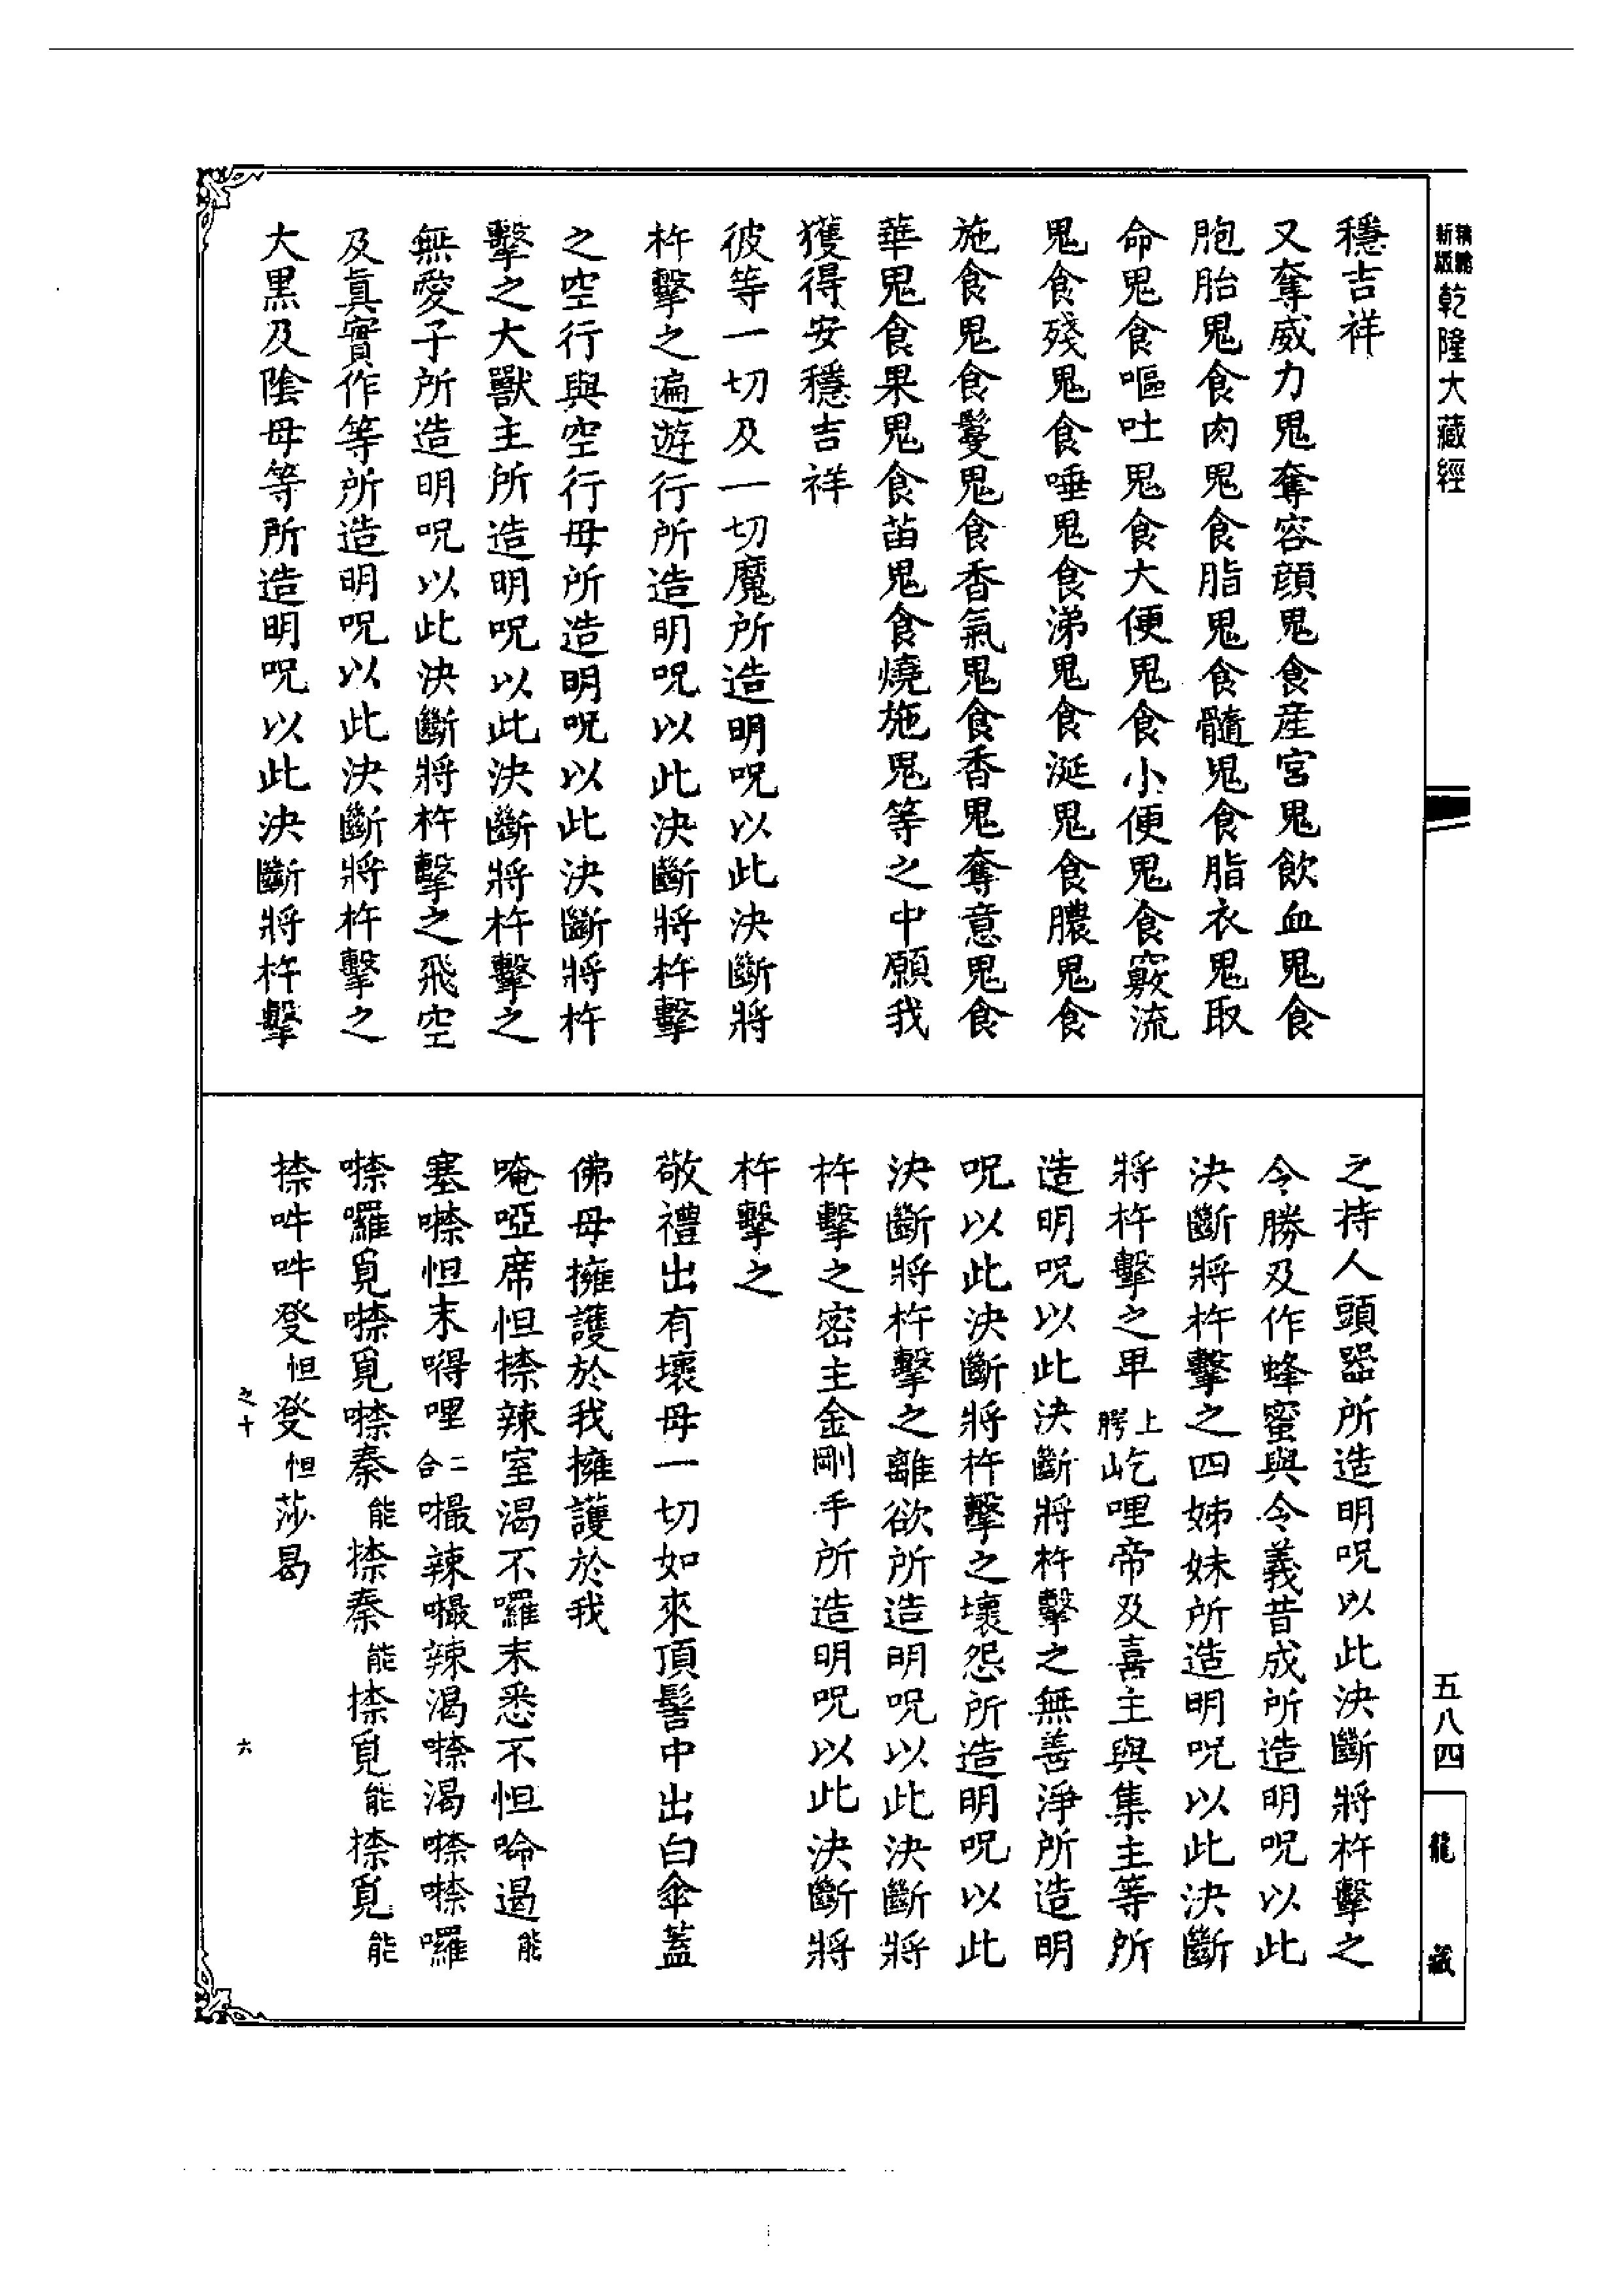 精縮新版乾隆大藏經
五八四
龍藏
穩吉祥
又奪威力鬼奪容顏鬼食産宮鬼飲血鬼食
胞胎鬼食肉鬼食脂鬼食髓鬼食脂衣鬼取
命鬼食嘔吐鬼食大便鬼食小便鬼食竅流
鬼食殘鬼食唾鬼食涕鬼食涎鬼食膿鬼食
施食鬼食鬘鬼食香氣鬼食香鬼奪意鬼食
華鬼食果鬼食苗鬼食燒施鬼等之中願我
獲得安穩吉祥
彼等一切及一切魔所造明呪以此決斷將
杵擊之遍遊行所造明呪以此決斷將杵擊
之空行與空行母所造明呪以此決斷將杵
擊之大獸主所造明呪以此決斷將杵擊之
無愛子所造明呪以此決斷將杵擊之飛空
及眞實作等所造明呪以此決斷將杵擊之
大黑及陰母等所造明呪以此決斷將杵擊
之持人頭器所造明呪以此決斷將杵擊之
令勝及作蜂蜜與令義昔成所造明呪以此
決斷將杵擊之四姊妹所造明呪以此決斷
將杵擊之毘上腭屹哩帝及喜主與集主等所
造明呪以此決斷將杵擊之無善淨所造明
呪以此決斷將杵擊之壞怨所造明呪以此
決斷將杵擊之離欲所造明呪以此決斷將
杵擊之密主金剛手所造明呪以此決斷將
杵擊之
敬禮出有壞母一切如來頂髻中出白傘蓋
佛母擁護於我擁護於我
唵啞席怛捺辣室渴不囉末悉不怛噲遏能
塞㗚怛末嘚哩二合嘬辣嘬辣渴㗚渴㗚㗚囉
㗚囉覓㗚覓㗚秦能捺秦能捺覓能捺覓能
捺吽吽癹怛癹怛莎曷
之十
六